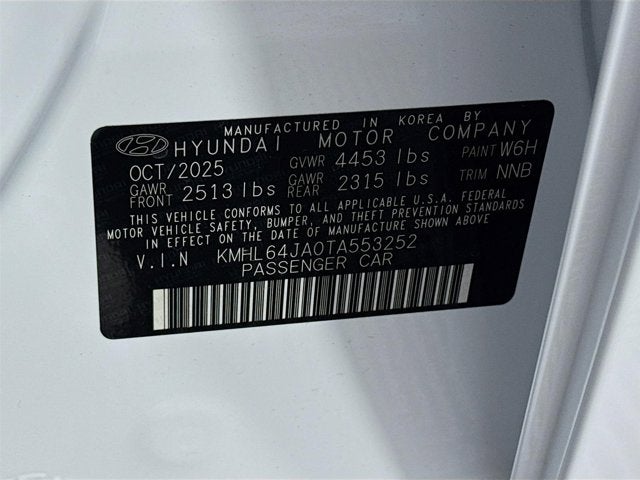 MANUFACTURED IN KOREA BY
HYUNDAI MOTOR COMPANY
OCT/2025 GVWR 4453 lbs PAINT W6H
GAWR FRONT 2513 lbs GAWR REAR 2315 lbs TRIM NNB
THIS VEHICLE CONFORMS TO ALL APPLICABLE U.S.A. FEDERAL
MOTOR VEHICLE SAFETY, BUMPER, AND THEFT PREVENTION STANDARDS
IN EFFECT ON THE DATE OF MANUFACTURE SHOWN ABOVE
V.I.N KMHL64JA0TA553252
PASSENGER CAR